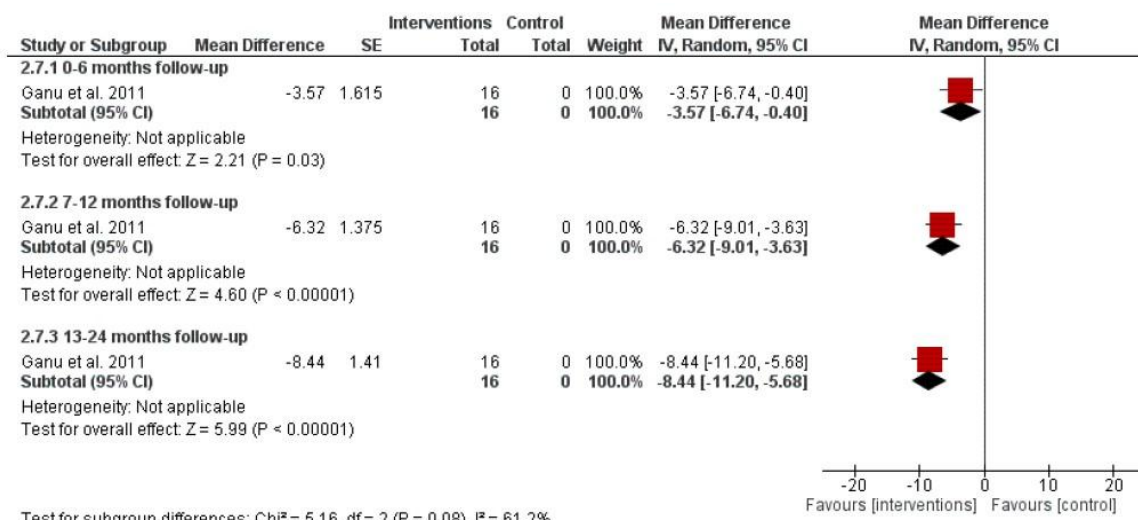 Interventions Control Mean Difference Mean Difference
Study or Subgroup Mean Difference SE Total Total Weight IV, Random, 95% CI IV, Random, 95% CI
2.7.1 0-6 months follow-up
Ganu et al. 2011 -3.57 1.615 16 0 100.0% -3.57 [-6.74, -0.40]
Subtotal (95% CI) 16 0 100.0% -3.57 [-6.74, -0.40]
Heterogeneity: Not applicable
Test for overall effect: Z = 2.21 (P = 0.03)
2.7.2 7-12 months follow-up
Ganu et al. 2011 -6.32 1.375 16 0 100.0% -6.32 [-9.01, -3.63]
Subtotal (95% CI) 16 0 100.0% -6.32 [-9.01, -3.63]
Heterogeneity: Not applicable
Test for overall effect: Z = 4.60 (P < 0.00001)
2.7.3 13-24 months follow-up
Ganu et al. 2011 -8.44 1.41 16 0 100.0% -8.44 [-11.20, -5.68]
Subtotal (95% CI) 16 0 100.0% -8.44 [-11.20, -5.68]
Heterogeneity: Not applicable
Test for overall effect: Z = 5.99 (P < 0.00001)
-20 -10 0 10 20
Favours [interventions] Favours [control]
Test for subgroup differences: Chi² = 5.16, df = 2 (P = 0.08), I² = 61.2%